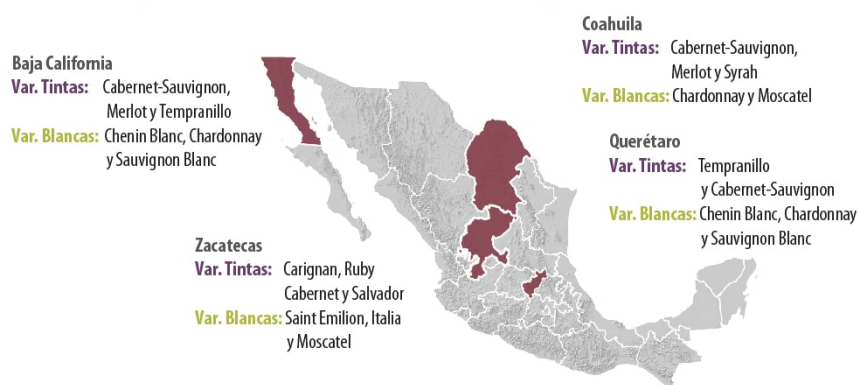 Baja California
Var. Tintas: Cabernet-Sauvignon,
Merlot y Tempranillo
Var. Blancas: Chenin Blanc, Chardonnay
y Sauvignon Blanc
Coahuila
Var. Tintas: Cabernet-Sauvignon,
Merlot y Syrah
Var. Blancas: Chardonnay y Moscatel
Querétaro
Var. Tintas: Tempranillo
y Cabernet-Sauvignon
Var. Blancas: Chenin Blanc, Chardonnay
y Sauvignon Blanc
Zacatecas
Var. Tintas: Carignan, Ruby
Cabernet y Salvador
Var. Blancas: Saint Emilion, Italia
y Moscatel